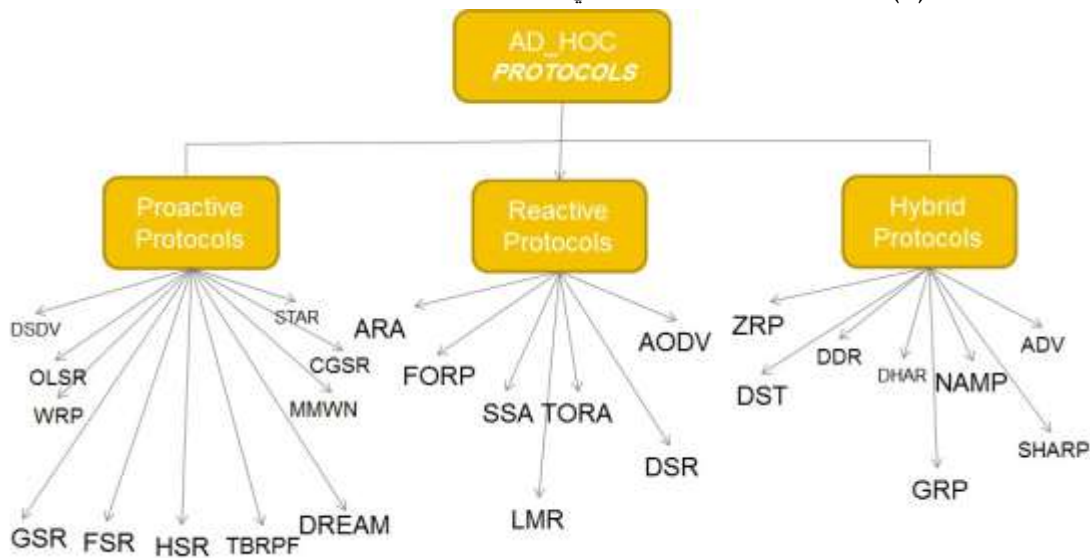 AD_HOC
PROTOCOLS
Proactive
Protocols
Reactive
Protocols
Hybrid
Protocols
DSDV
STAR
OLSR
CGSR
WRP
MMWN
GSR
FSR
HSR
TBRPF
DREAM
ARA
AODV
FORP
SSA
TORA
DSR
LMR
ZRP
DDR
ADV
DST
DHAR
NAMP
SHARP
GRP